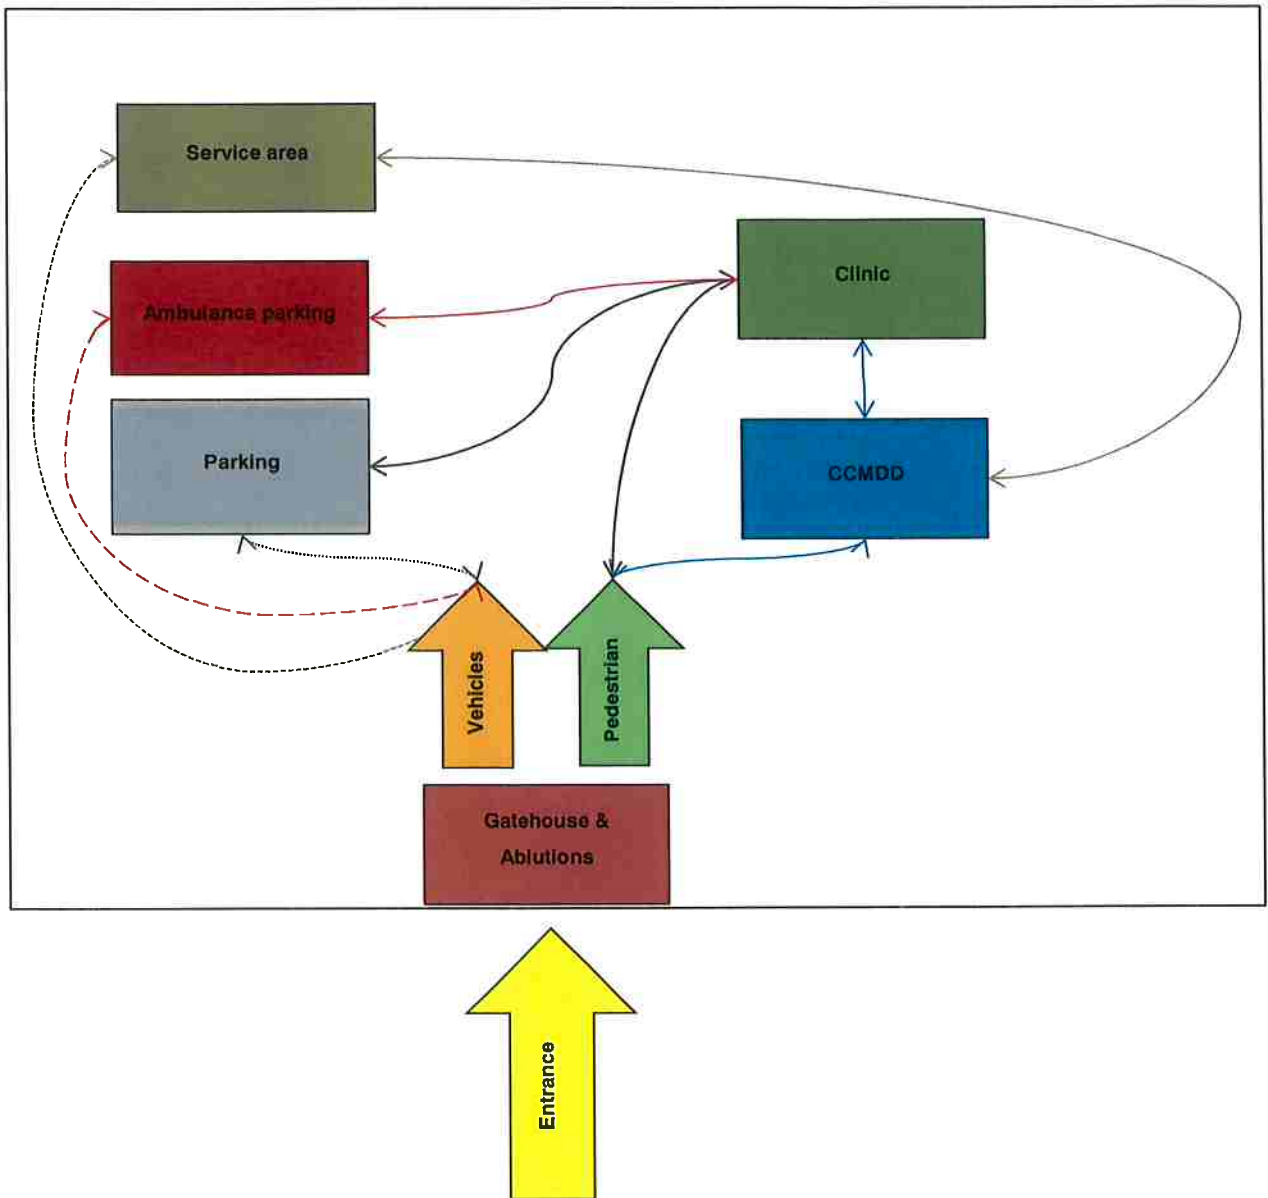 Service area
Clinic
Ambulance parking
Parking
CCMDD
Vehicles
Pedestrian
Gatehouse &
Ablutions
Entrance